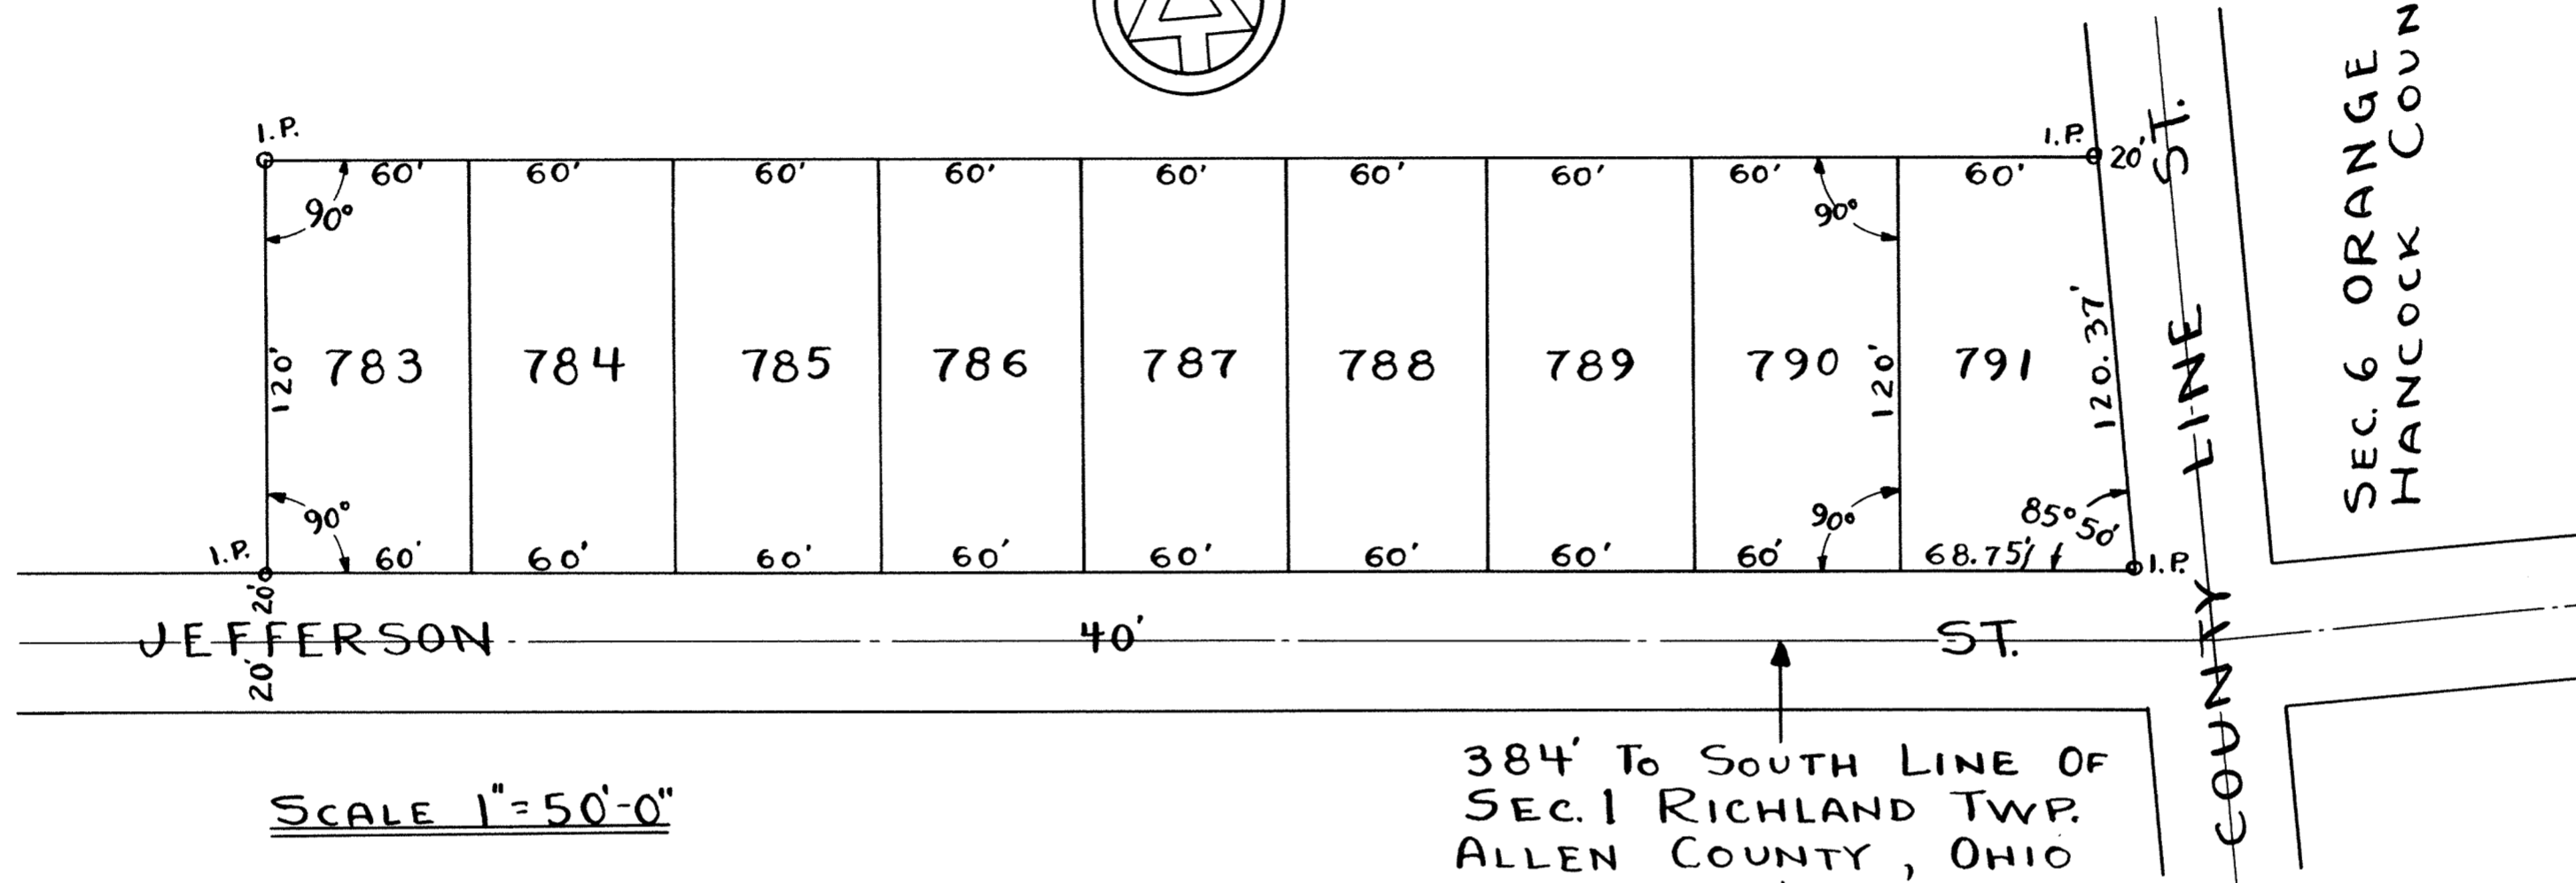 I.P.
I.P.
20'
60' 60' 60' 60' 60' 60' 60' 60' 60'
90°
90°
120'
783 784 785 786 787 788 789 790 791
120'
120.37'
90°
90°
85°50'
I.P.
60' 60' 60' 60' 60' 60' 60' 60' 68.75'
I.P.
20'
JEFFERSON 40' ST.
20'
COUNTY LINE ST.
SEC. 6 ORANGE
HANCOCK COUN
SCALE 1"=50'-0"
384' TO SOUTH LINE OF
SEC. 1 RICHLAND TWP.
ALLEN COUNTY, OHIO